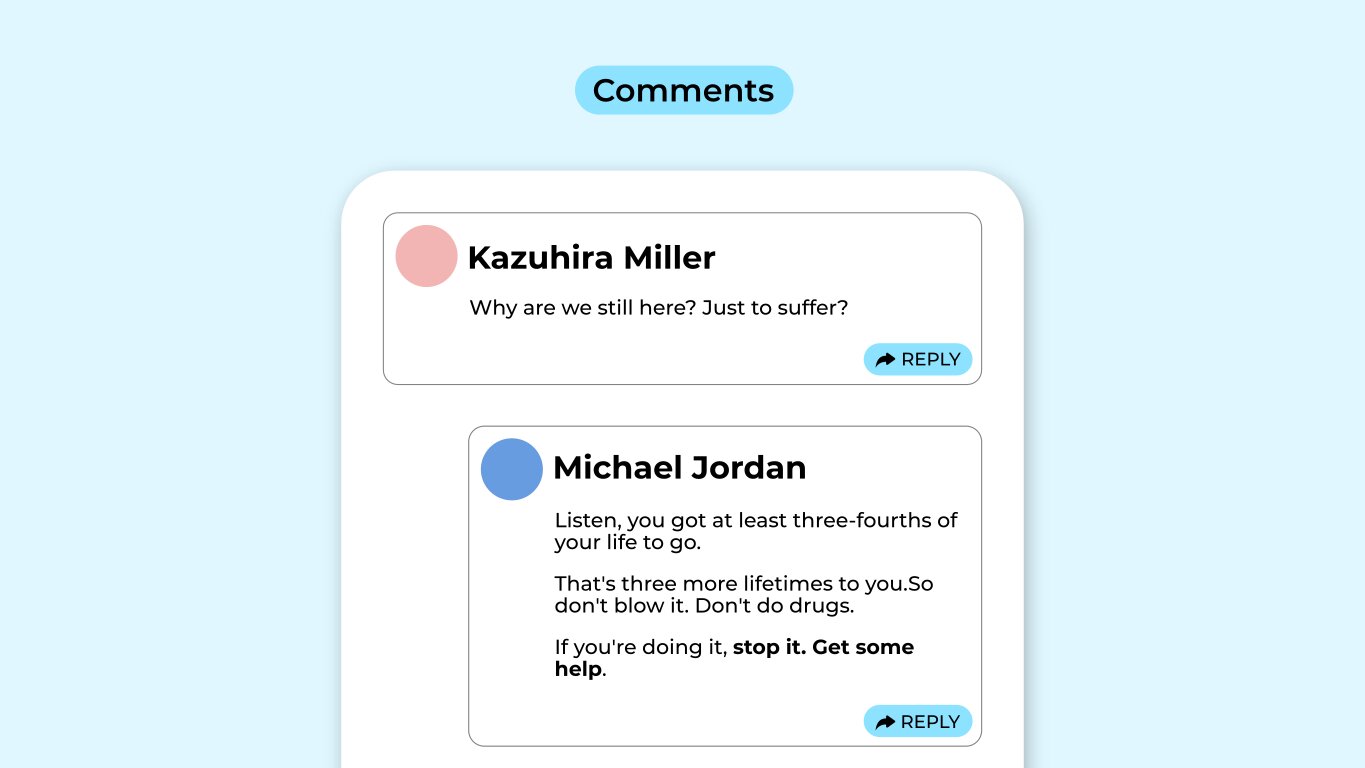 Comments
Kazuhira Miller
Why are we still here? Just to suffer?
REPLY
Michael Jordan
Listen, you got at least three-fourths of
your life to go.
That's three more lifetimes to you.So
don't blow it. Don't do drugs.
If you're doing it, stop it. Get some
help.
REPLY